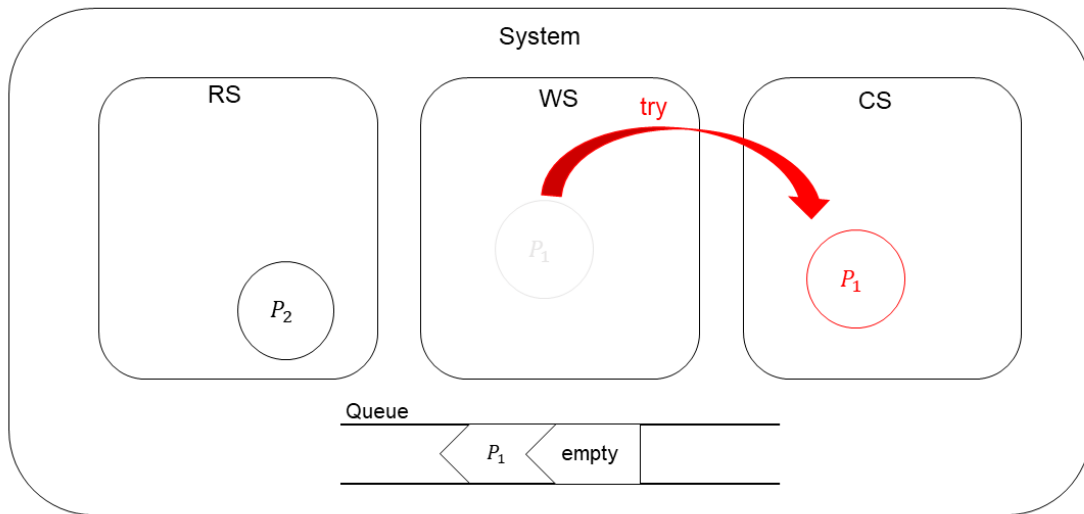 System
RS
WS
CS
try
P₁
P₁
P₂
Queue
P₁
empty